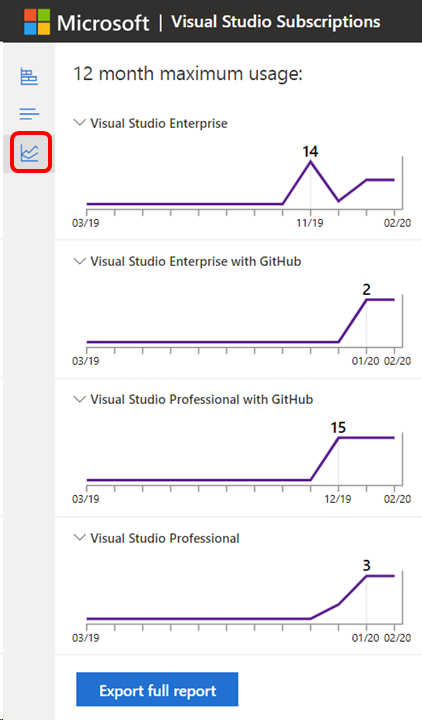 Microsoft | Visual Studio Subscriptions
12 month maximum usage:
Visual Studio Enterprise
14
03/19 11/19 02/20
Visual Studio Enterprise with GitHub
2
03/19 01/20 02/20
Visual Studio Professional with GitHub
15
03/19 12/19 02/20
Visual Studio Professional
3
03/19 01/20 02/20
Export full report